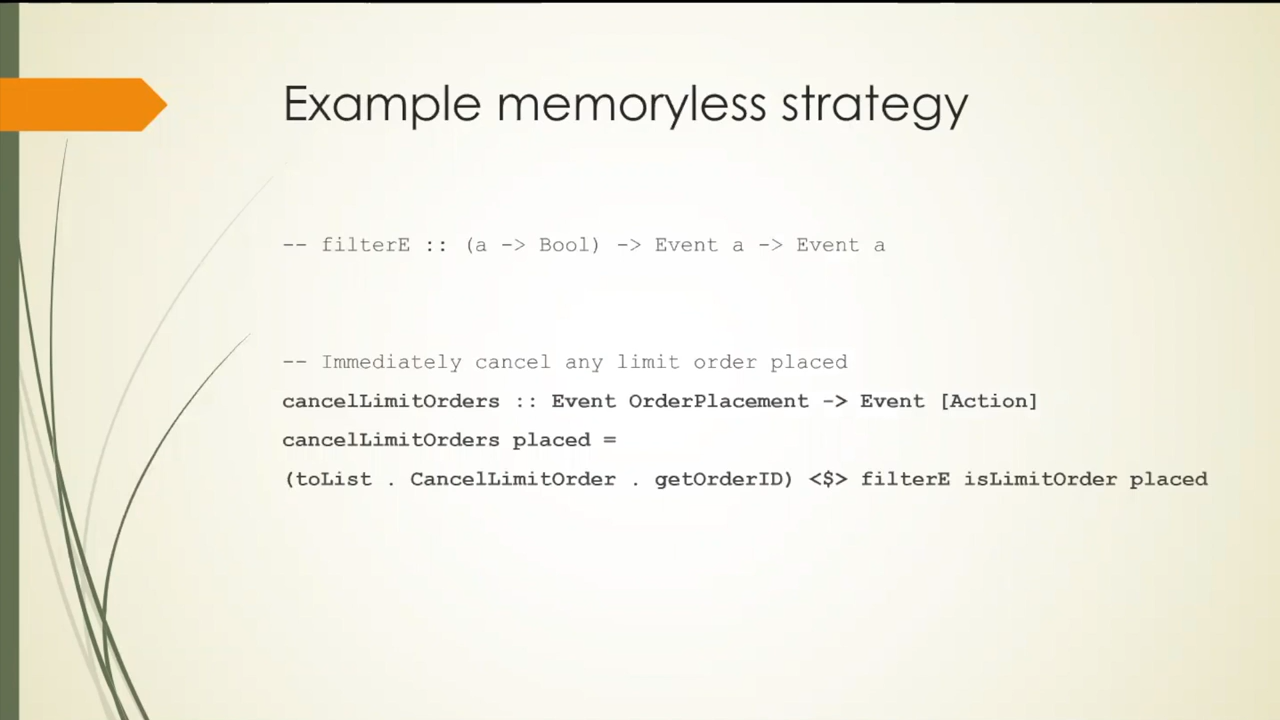 Example memoryless strategy
-- filterE :: (a -> Bool) -> Event a -> Event a
-- Immediately cancel any limit order placed
cancelLimitOrders :: Event OrderPlacement -> Event [Action]
cancelLimitOrders placed =
(toList . CancelLimitOrder . getOrderID) <$> filterE isLimitOrder placed